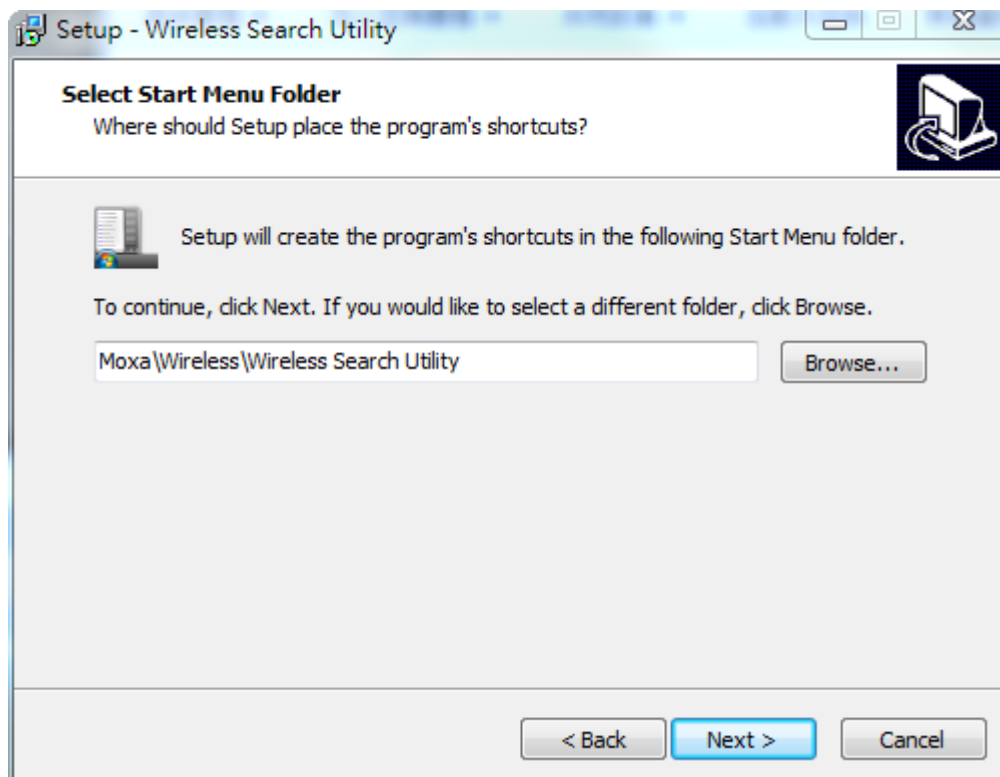 Setup - Wireless Search Utility
Select Start Menu Folder
Where should Setup place the program's shortcuts?
Setup will create the program's shortcuts in the following Start Menu folder.
To continue, click Next. If you would like to select a different folder, click Browse.
Moxa\Wireless\Wireless Search Utility
Browse...
< Back
Next >
Cancel